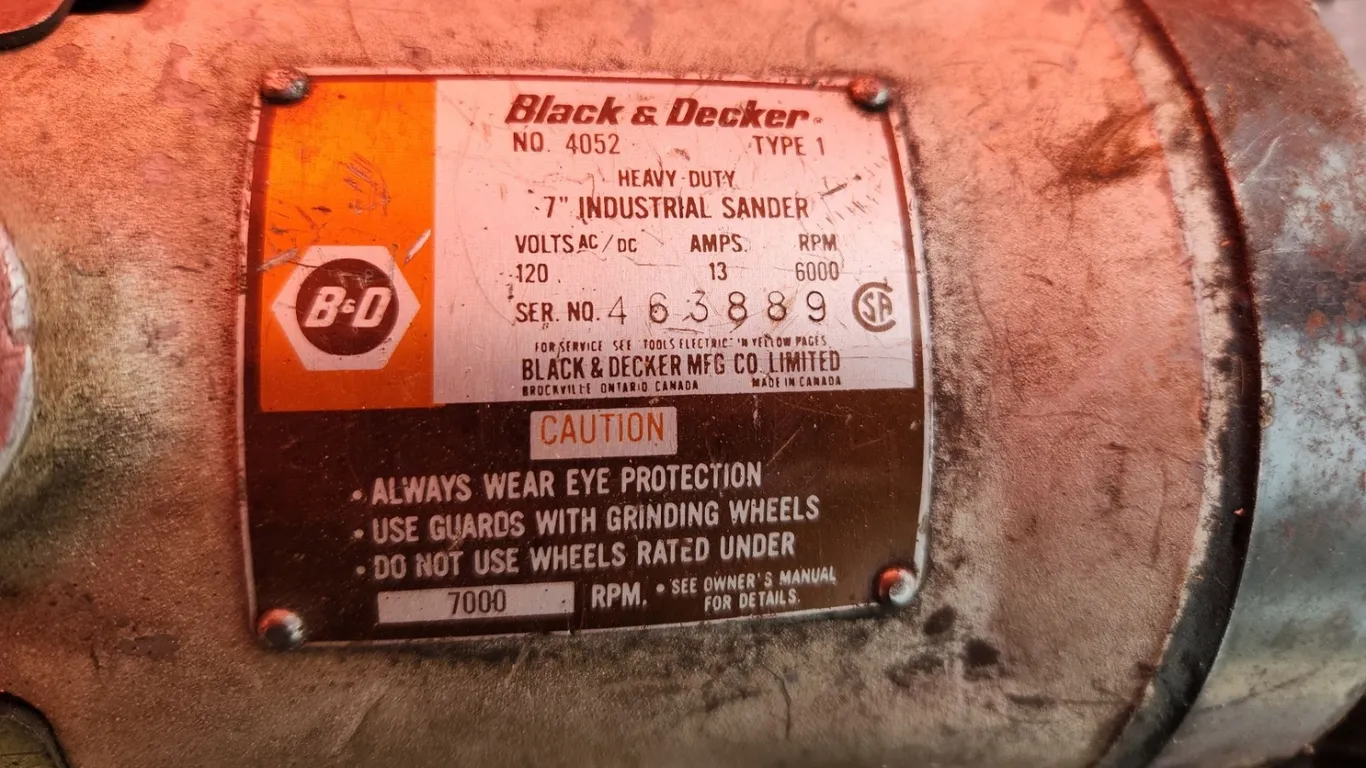 Black & Decker
NO. 4052 TYPE 1
HEAVY DUTY
7" INDUSTRIAL SANDER
VOLTS AC/DC AMPS. RPM
120 13 6000
SER. NO. 463889 SA
FOR SERVICE SEE TOOLS ELECTRIC IN YELLOW PAGES
BLACK & DECKER MFG CO. LIMITED
BROCKVILLE ONTARIO CANADA MADE IN CANADA
B&D
CAUTION
• ALWAYS WEAR EYE PROTECTION
• USE GUARDS WITH GRINDING WHEELS
• DO NOT USE WHEELS RATED UNDER
7000 RPM. • SEE OWNER'S MANUAL
FOR DETAILS.